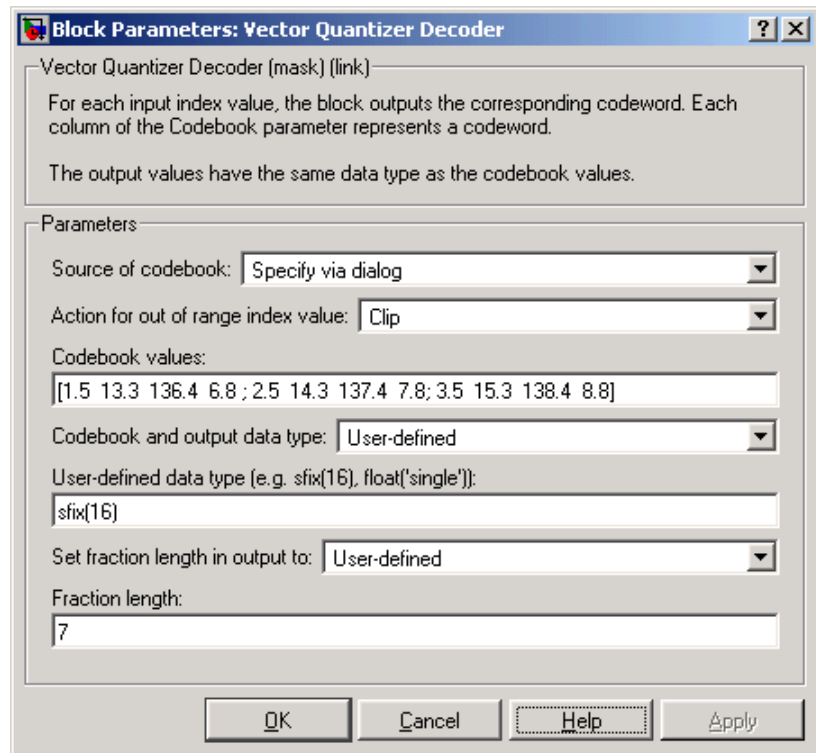 Block Parameters: Vector Quantizer Decoder
Vector Quantizer Decoder (mask) (link)
For each input index value, the block outputs the corresponding codeword. Each
column of the Codebook parameter represents a codeword.
The output values have the same data type as the codebook values.
Parameters
Source of codebook: Specify via dialog
Action for out of range index value: Clip
Codebook values:
[1.5 13.3 136.4 6.8 ; 2.5 14.3 137.4 7.8; 3.5 15.3 138.4 8.8]
Codebook and output data type: User-defined
User-defined data type (e.g. sfix(16), float('single')):
sfix(16)
Set fraction length in output to: User-defined
Fraction length:
7
OK Cancel Help Apply